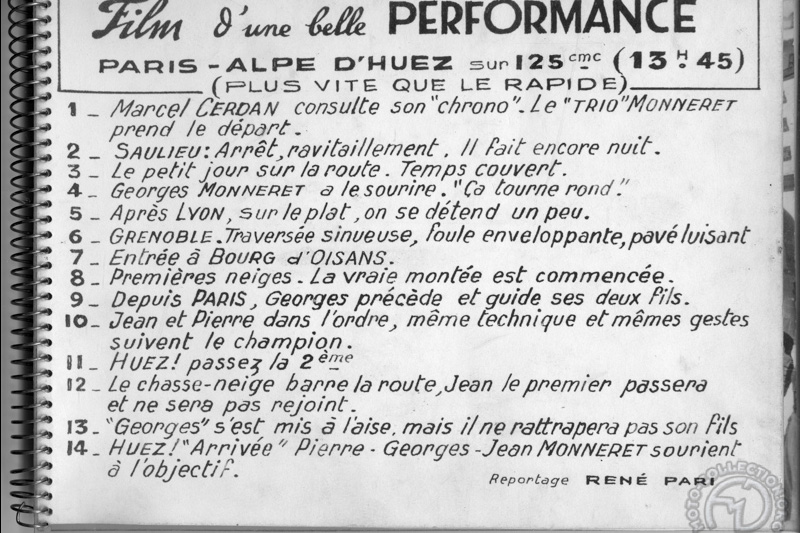 Film d'une belle PERFORMANCE
PARIS - ALPE D'HUEZ sur 125 cmc (13 H. 45)
(PLUS VITE QUE LE RAPIDE)
1 _ Marcel CERDAN consulte son "chrono". Le "TRIO" MONNERET
prend le départ.
2 _ SAULIEU: Arrêt, ravitaillement. Il fait encore nuit.
3 _ Le petit jour sur la route. Temps couvert.
4 _ Georges MONNERET a le sourire. "Ca tourne rond".
5 _ Après LYON, sur le plat, on se détend un peu.
6 _ GRENOBLE. Traversée sinueuse, foule enveloppante, pavé luisant
7 _ Entrée à BOURG d'OISANS.
8 _ Premières neiges. La vraie montée est commencée.
9 _ Depuis PARIS, Georges précède et guide ses deux fils.
10 _ Jean et Pierre dans l'ordre, même technique et mêmes gestes
suivent le champion.
11 _ HUEZ! passez la 2ème
12 _ Le chasse-neige barre la route, Jean le premier passera
et ne sera pas rejoint.
13 _ "Georges" s'est mis à l'aise, mais il ne rattrapera pas son fils
14 _ HUEZ! "Arrivée" Pierre - Georges - Jean MONNERET sourient
à l'objectif.
Reportage RENÉ PARI
MOTO-COLLECTION.ORG